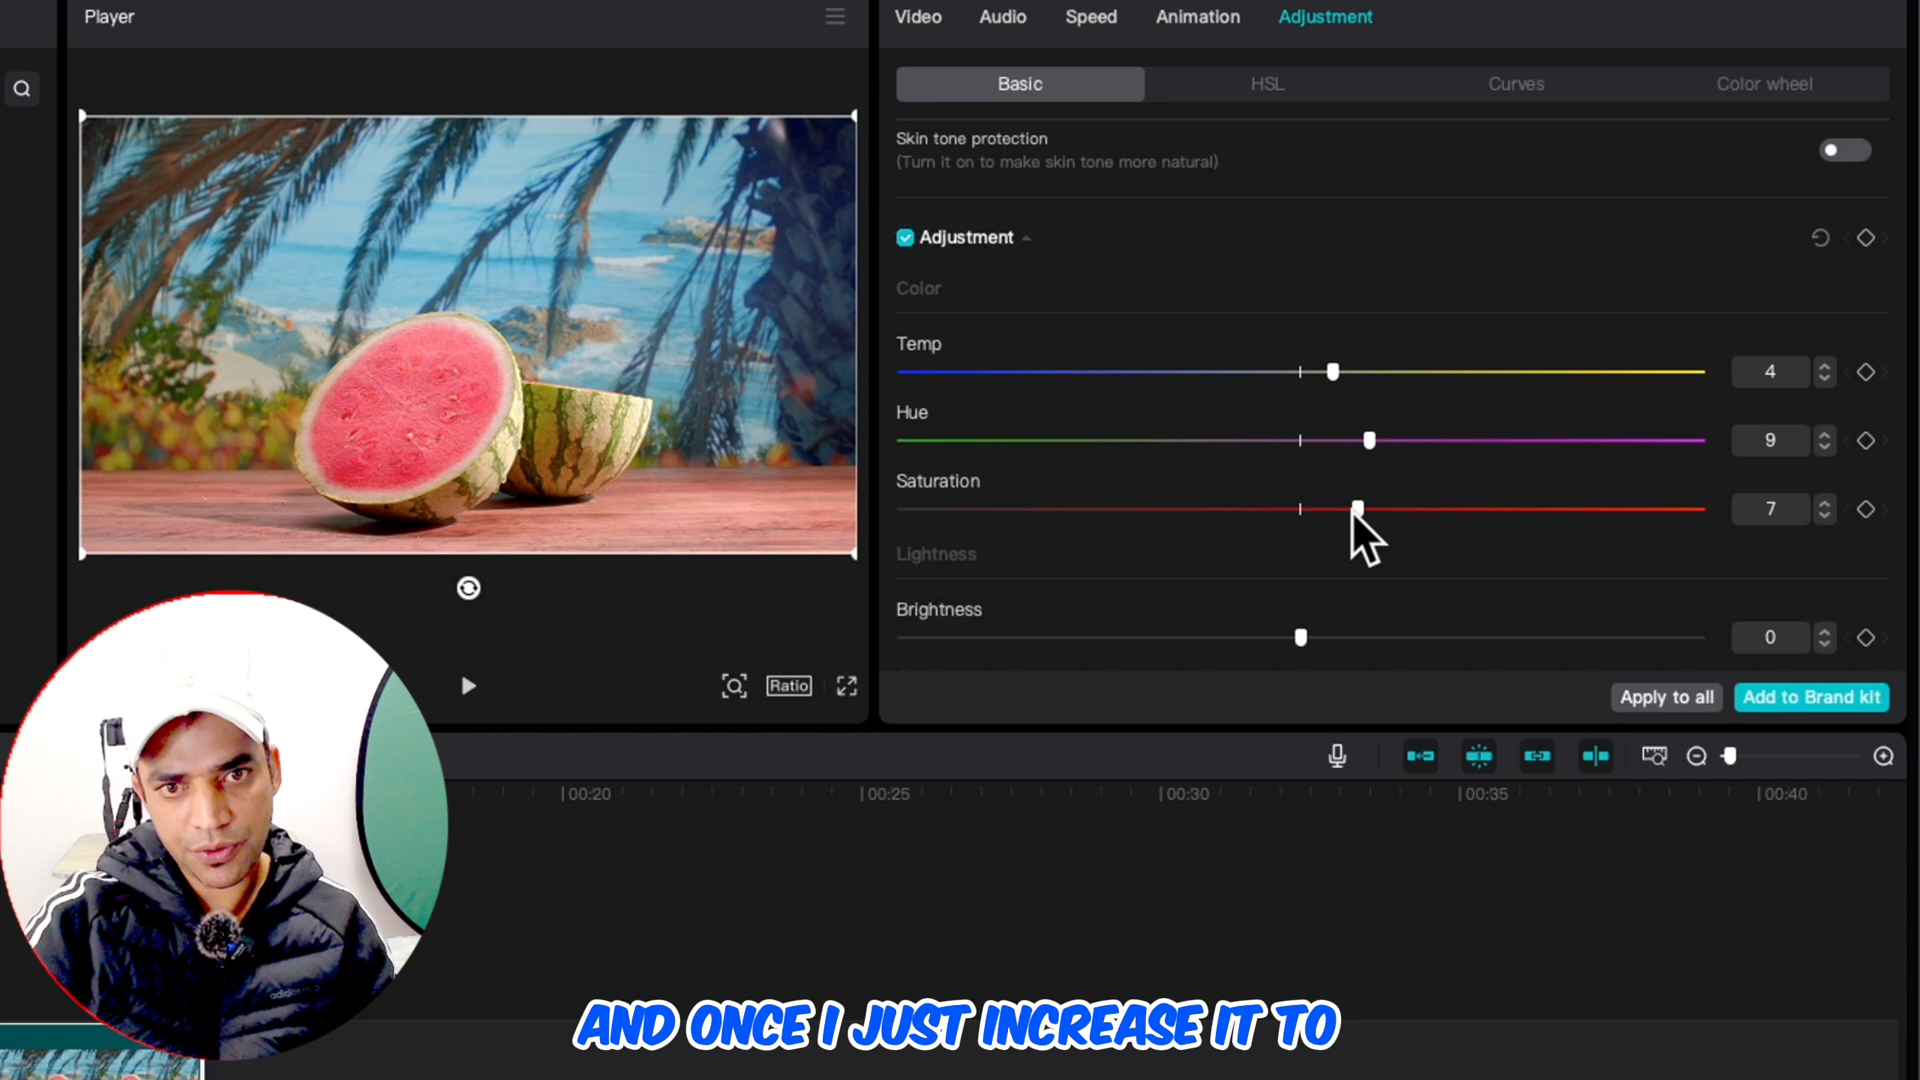 Player
Video Audio Speed Animation Adjustment
Basic HSL Curves Color wheel
Skin tone protection
(Turn it on to make skin tone more natural)
Adjustment
Color
Temp
4
Hue
9
Saturation
7
Lightness
Brightness
0
Ratio
Apply to all Add to Brand kit
00:20 00:25 00:30 00:35 00:40
adidas
AND ONCE I JUST INCREASE IT TO